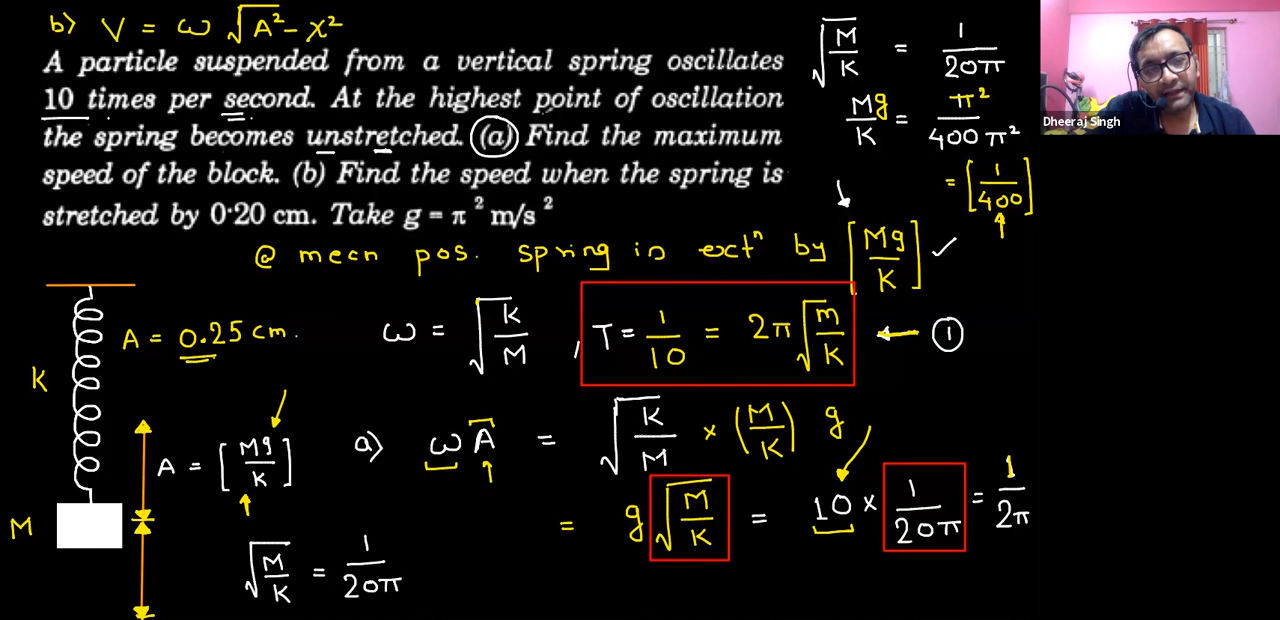 b) V = ω √A² - x²
A particle suspended from a vertical spring oscillates
10 times per second. At the highest point of oscillation
the spring becomes unstretched. (a) Find the maximum
speed of the block. (b) Find the speed when the spring is
stretched by 0·20 cm. Take g = π² m/s²
√M/K = 1/20π
Mg/K = π²/400π²
= [1/400]
Dheeraj Singh
@ mean pos. spring is extⁿ by [Mg/K] ✓
A = 0.25 cm.
ω = √K/M , T = 1/10 = 2π √m/K ← ①
K
A = [Mg/K]
a) ωA = √K/M × (M/K) g
M
= g √M/K = 10 × 1/20π = 1/2π
√M/K = 1/20π